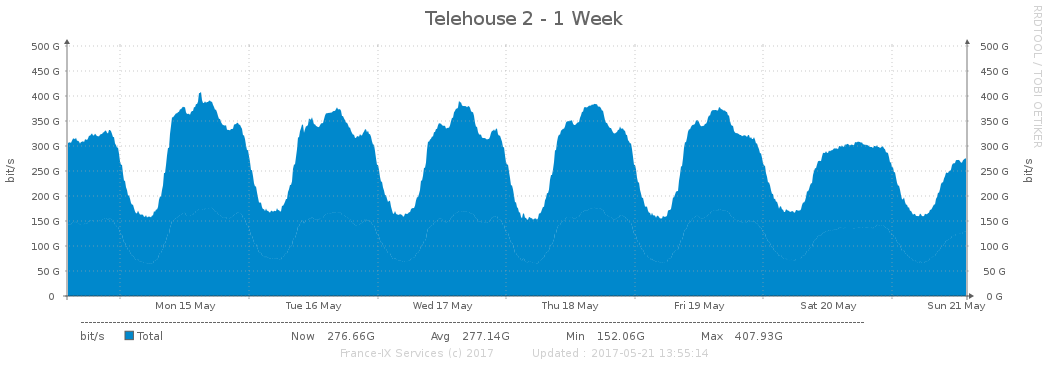 Telehouse 2 - 1 Week
RRDTOOL / TOBI OETIKER
500 G 500 G
450 G 450 G
400 G 400 G
350 G 350 G
300 G 300 G
250 G 250 G
200 G 200 G
150 G 150 G
100 G 100 G
50 G 50 G
0 0 G
bit/s bit/s
Mon 15 May Tue 16 May Wed 17 May Thu 18 May Fri 19 May Sat 20 May Sun 21 May
bit/s Total Now 276.66G Avg 277.14G Min 152.06G Max 407.93G
France-IX Services (c) 2017 Updated : 2017-05-21 13:55:14